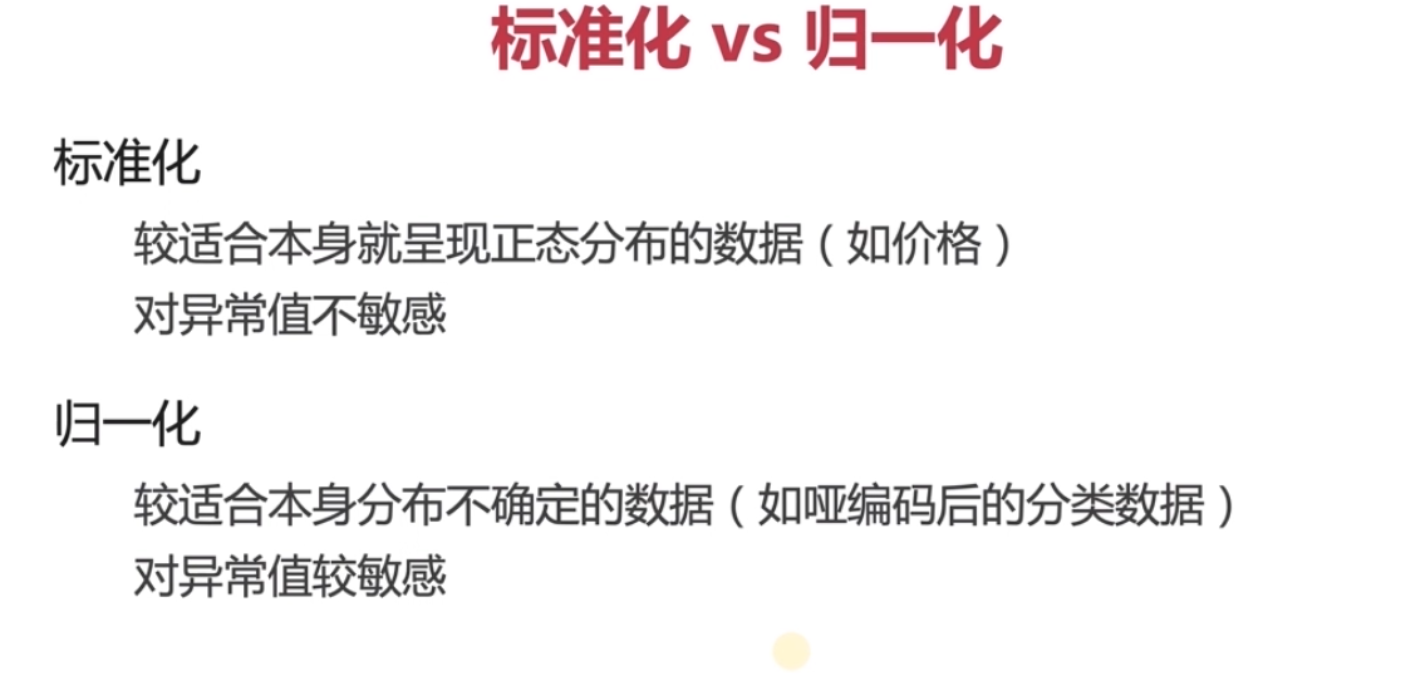 标准化 vs 归一化
标准化
较适合本身就呈现正态分布的数据（如价格）
对异常值不敏感
归一化
较适合本身分布不确定的数据（如哑编码后的分类数据）
对异常值较敏感